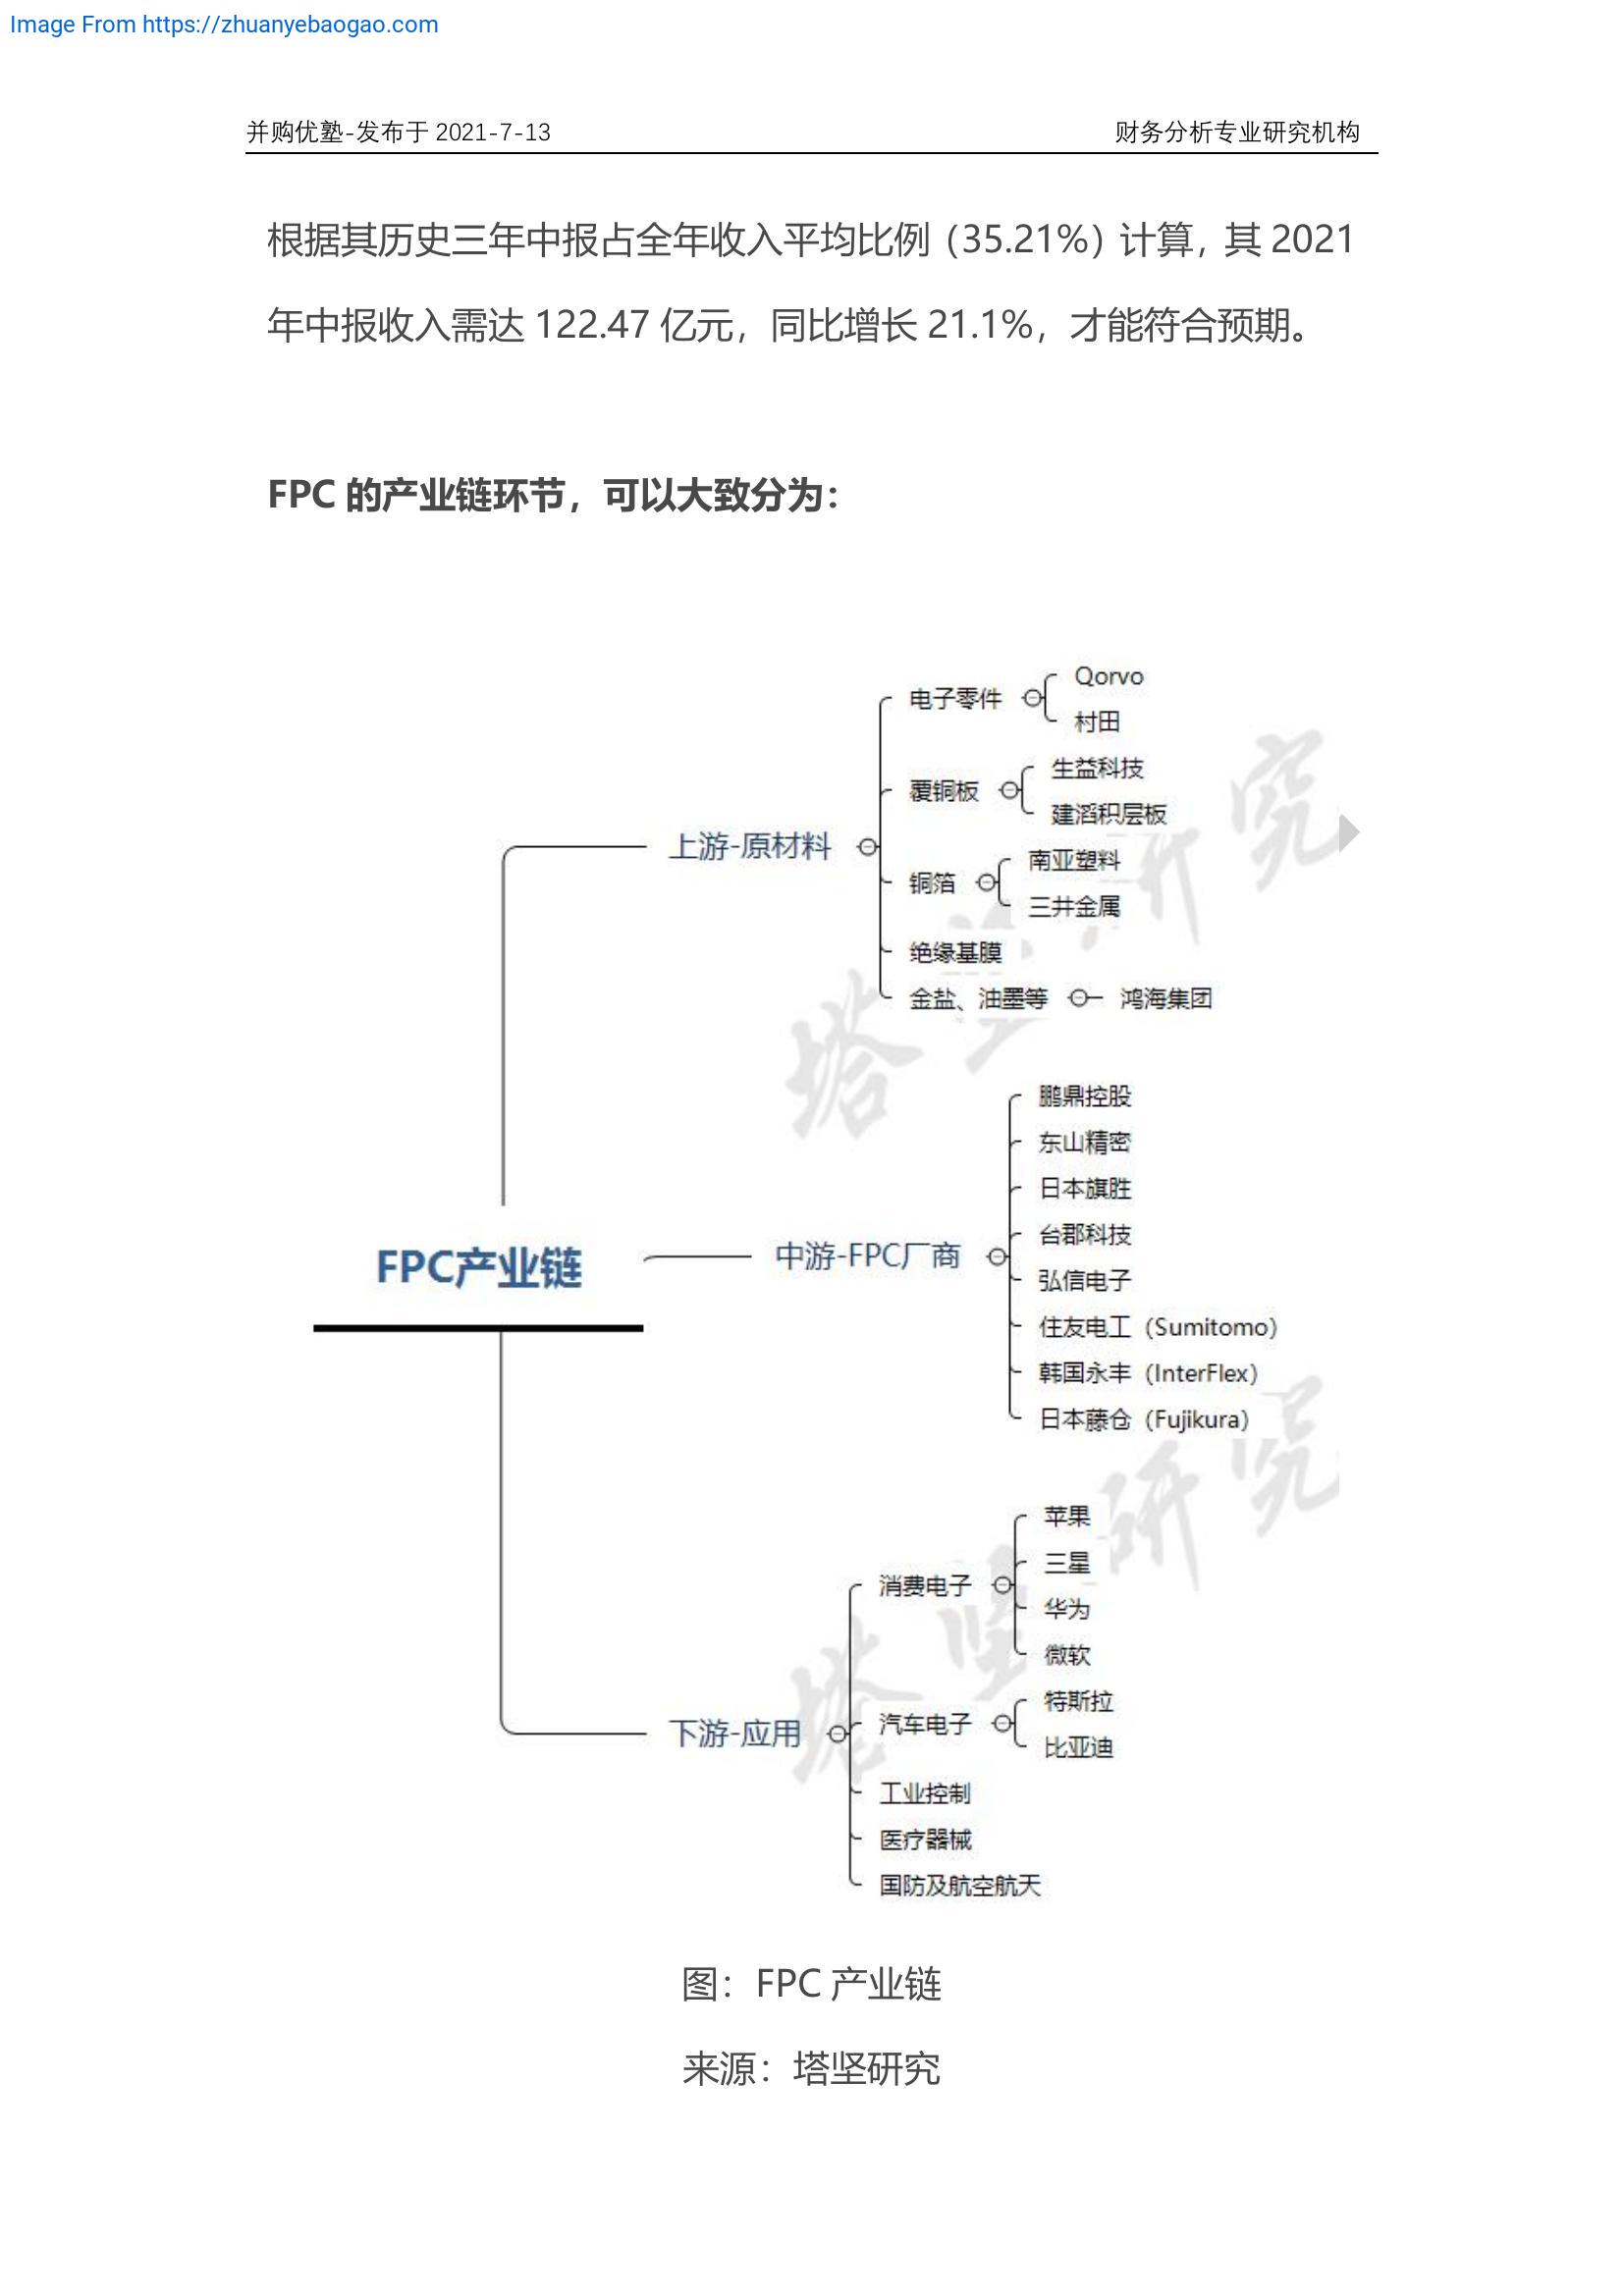 Image From https://zhuanyebaogao.com
并购优塾-发布于 2021-7-13
财务分析专业研究机构
根据其历史三年中报占全年收入平均比例（35.21%）计算，其 2021
年中报收入需达 122.47 亿元，同比增长 21.1%，才能符合预期。
FPC 的产业链环节，可以大致分为：
FPC产业链
上游-原材料
电子零件
Qorvo
村田
覆铜板
生益科技
建滔积层板
铜箔
南亚塑料
三井金属
绝缘基膜
金盐、油墨等
鸿海集团
中游-FPC厂商
鹏鼎控股
东山精密
日本旗胜
台郡科技
弘信电子
住友电工（Sumitomo）
韩国永丰（InterFlex）
日本藤仓（Fujikura）
下游-应用
消费电子
苹果
三星
华为
微软
汽车电子
特斯拉
比亚迪
工业控制
医疗器械
国防及航空航天
塔坚研究
塔坚研究
图：FPC 产业链
来源：塔坚研究